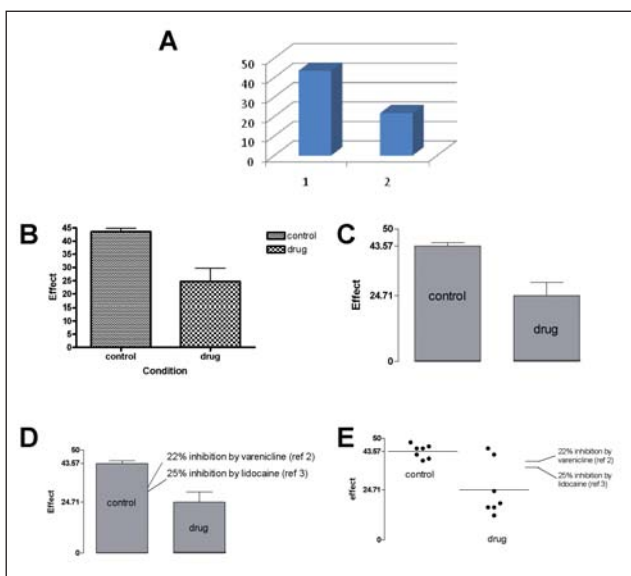 A
50
40
30
20
10
0
1
2
B
45
40
35
30
25
20
15
10
5
0
Effect
control
drug
Condition
control
drug
C
50
43.57
24.71
0
Effect
control
drug
D
50
43.57
24.71
0
effect
control
drug
22% inhibition by varenicline (ref 2)
25% inhibition by lidocaine (ref 3)
E
50
43.57
24.71
0
effect
control
drug
22% inhibition by
varenicline (ref 2)
25% inhibition by
lidocaine (ref 3)